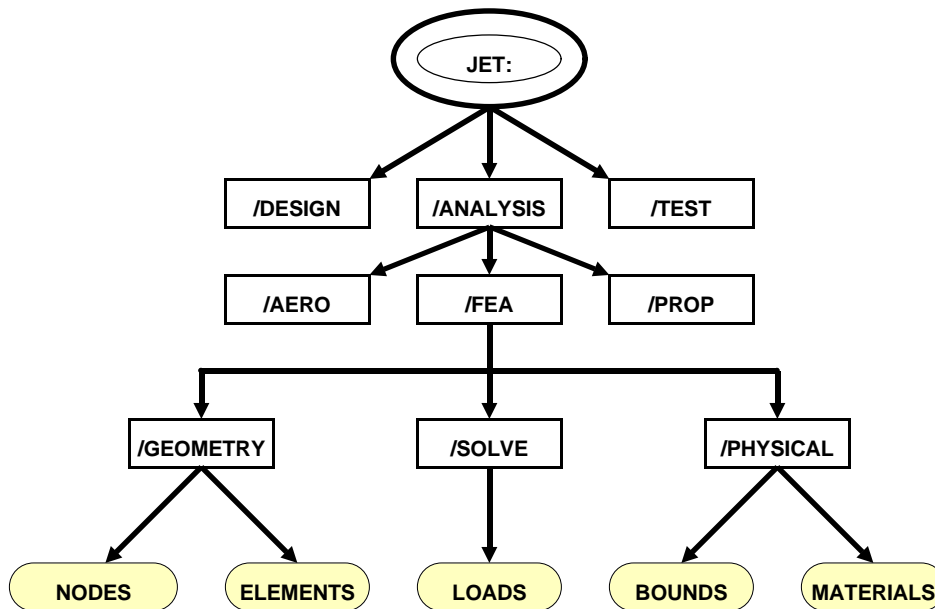 JET:
/DESIGN
/ANALYSIS
/TEST
/AERO
/FEA
/PROP
/GEOMETRY
/SOLVE
/PHYSICAL
NODES
ELEMENTS
LOADS
BOUNDS
MATERIALS